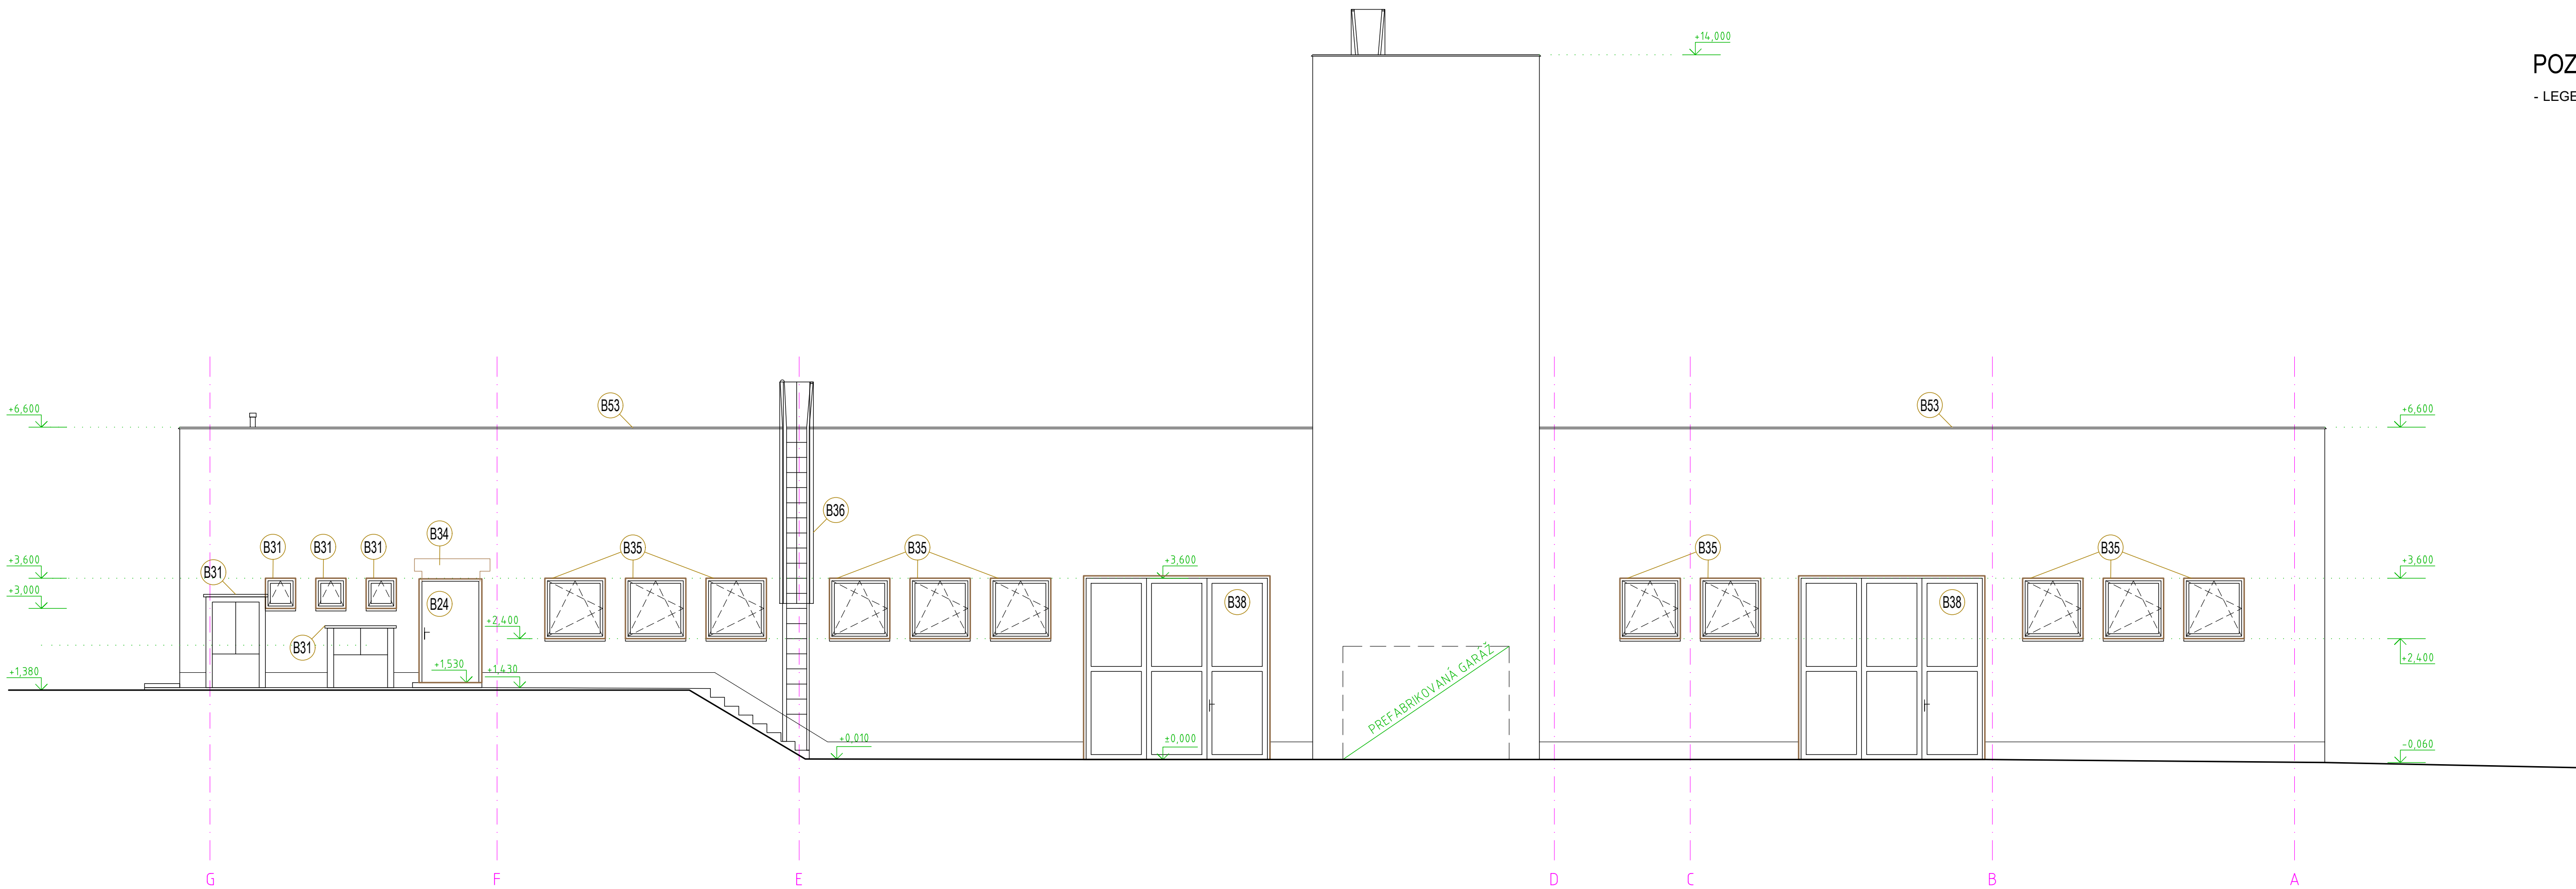 +14,000
POZ
- LEGE
B53
B53
+6,600
+6,600
B36
B34
B31
B31
B31
B35
B35
B35
B35
+3,600
+3,600
+3,600
B31
+3,000
B24
B38
B38
+2,400
B31
+2,400
PREFABRIKOVANÁ GARÁŽ
+1,530
+1,430
+1,380
+0,010
±0,000
-0,060
G
F
E
D
C
B
A